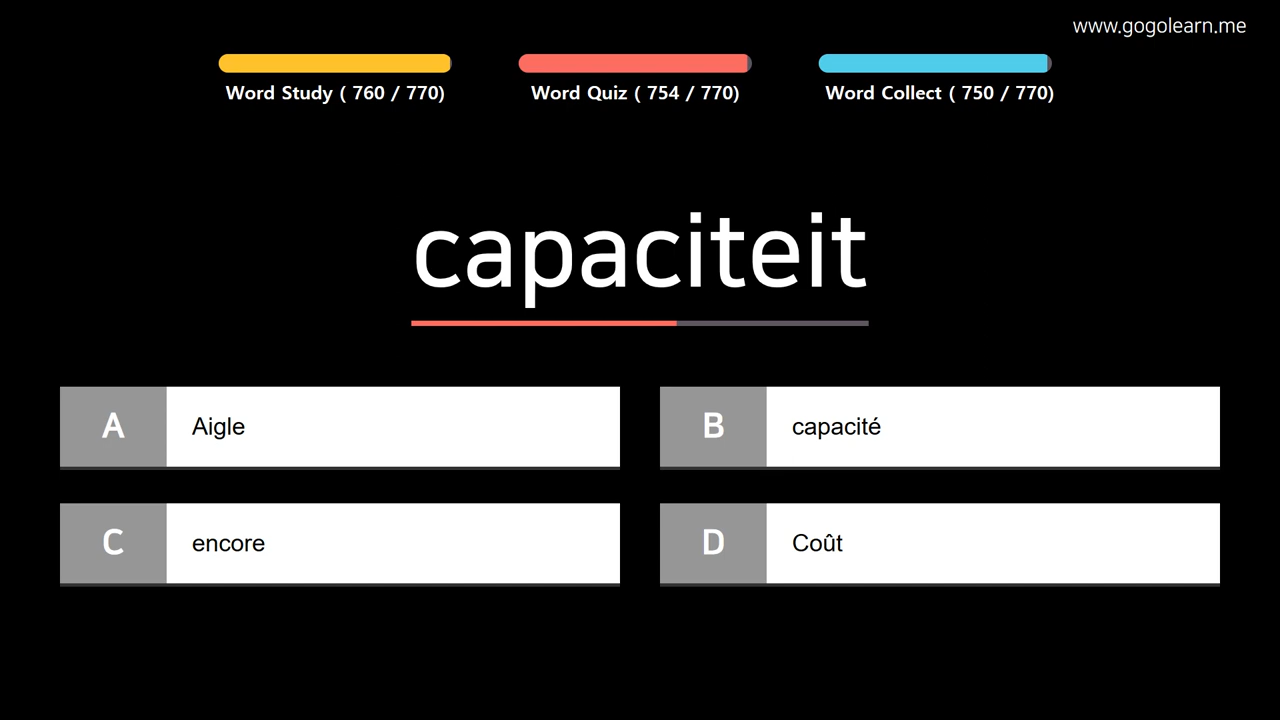 www.gogolearn.me
Word Study ( 760 / 770)
Word Quiz ( 754 / 770)
Word Collect ( 750 / 770)
capaciteit
A Aigle
B capacité
C encore
D Coût